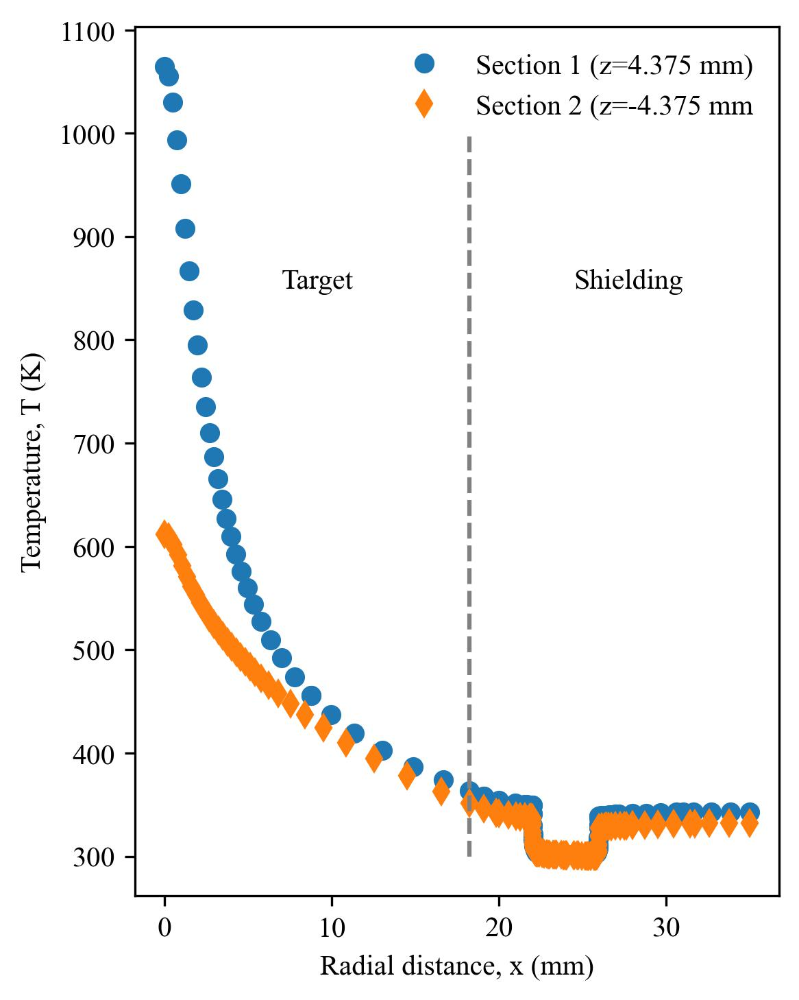 1100
1000
900
800
700
600
500
400
300
Temperature, T (K)
Section 1 (z=4.375 mm)
Section 2 (z=-4.375 mm
Target
Shielding
0
10
20
30
Radial distance, x (mm)